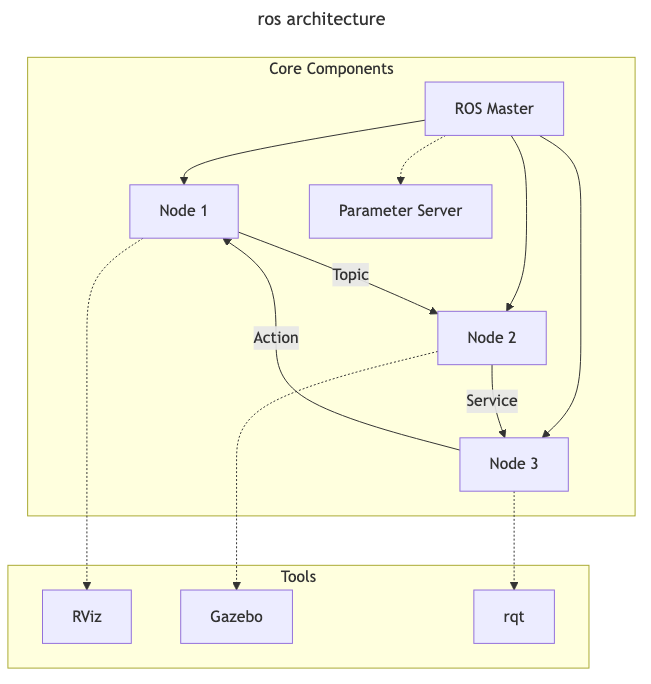 ros architecture
Core Components
ROS Master
Node 1
Parameter Server
Topic
Node 2
Action
Service
Node 3
Tools
RViz
Gazebo
rqt